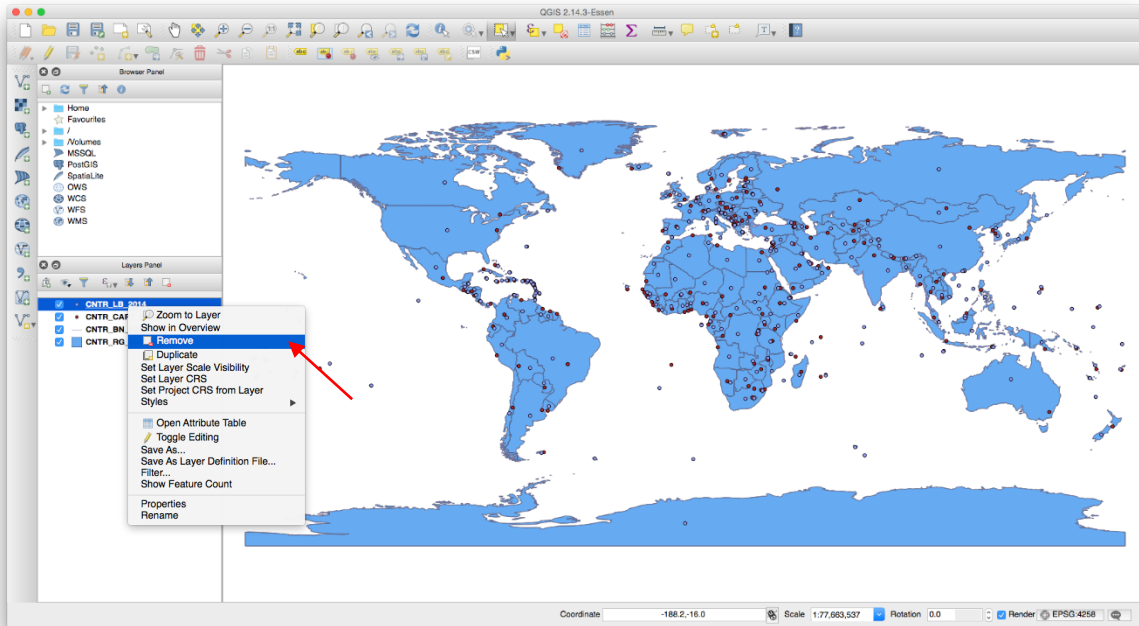 QGIS 2.14.3-Essen
CSW
Browser Panel
Home
Favourites
/
/Volumes
MSSQL
PostGIS
SpatiaLite
OWS
WCS
WFS
WMS
Layers Panel
CNTR_LB_2014
CNTR_CAP
CNTR_BN_
CNTR_RG_
Zoom to Layer
Show in Overview
Remove
Duplicate
Set Layer Scale Visibility
Set Layer CRS
Set Project CRS from Layer
Styles
Open Attribute Table
Toggle Editing
Save As...
Save As Layer Definition File...
Filter...
Show Feature Count
Properties
Rename
Coordinate -188.2,-16.0 Scale 1:77,663,537 Rotation 0.0 Render EPSG:4258